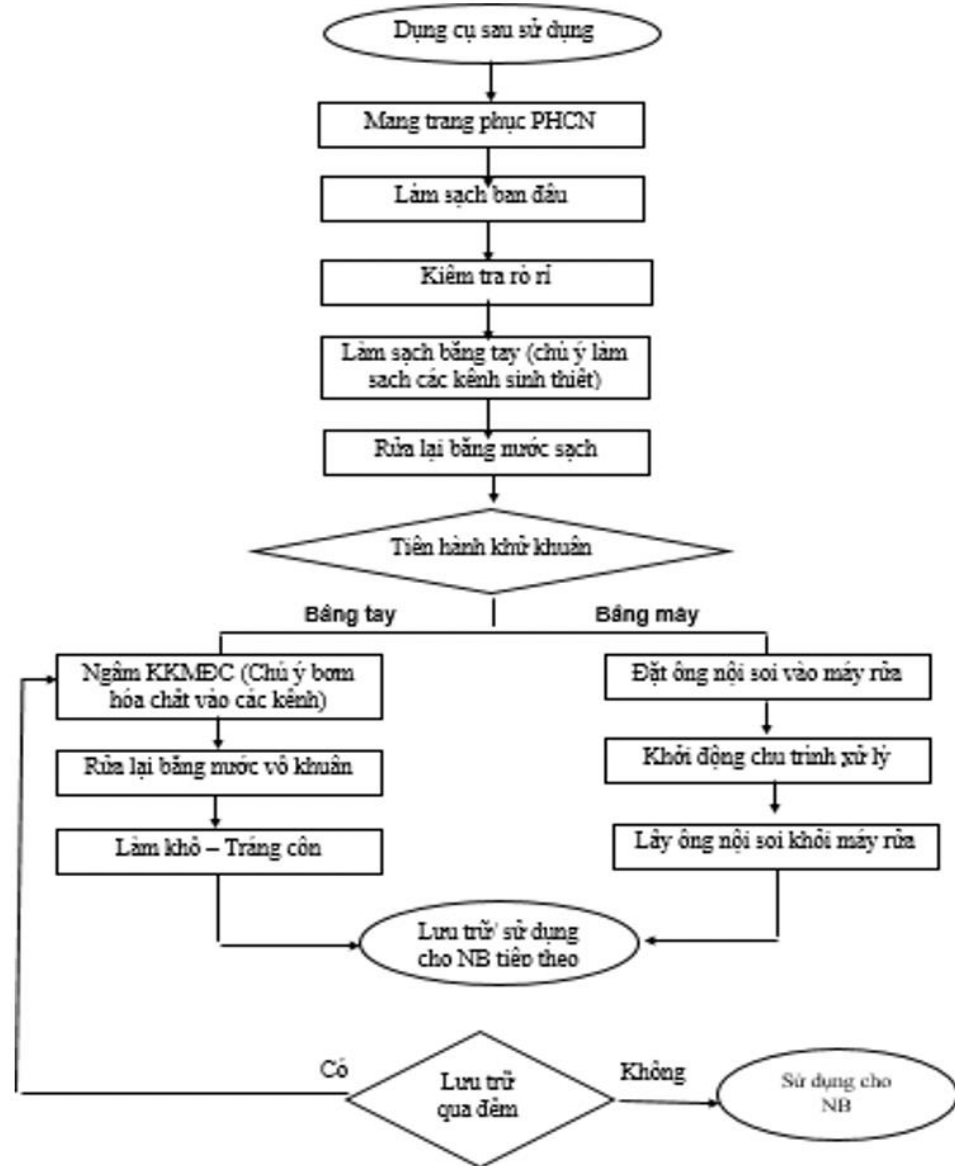 Dụng cụ sau sử dụng
Mang trang phục PHCN
Làm sạch ban đầu
Kiểm tra rò rỉ
Làm sạch bằng tay (chú ý làm
sạch các kênh sinh thiết)
Rửa lại bằng nước sạch
Tiến hành khử khuẩn
Bằng tay
Bằng máy
Ngâm KKMĐC (Chú ý bơm
hóa chất vào các kênh)
Đặt ống nội soi vào máy rửa
Rửa lại bằng nước vô khuẩn
Khởi động chu trình xử lý
Làm khô – Tráng cồn
Lấy ống nội soi khỏi máy rửa
Lưu trữ/ sử dụng
cho NB tiếp theo
Có
Lưu trữ
qua đêm
Không
Sử dụng cho
NB